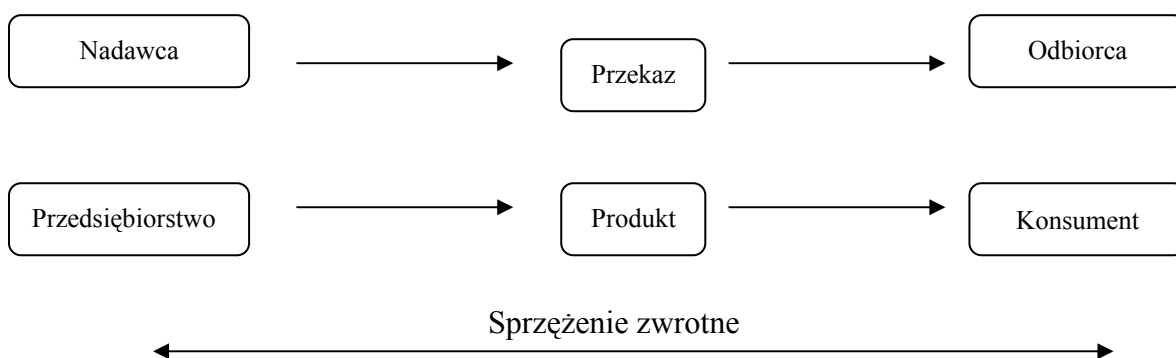 Nadawca
Przekaz
Odbiorca
Przedsiębiorstwo
Produkt
Konsument
Sprzężenie zwrotne